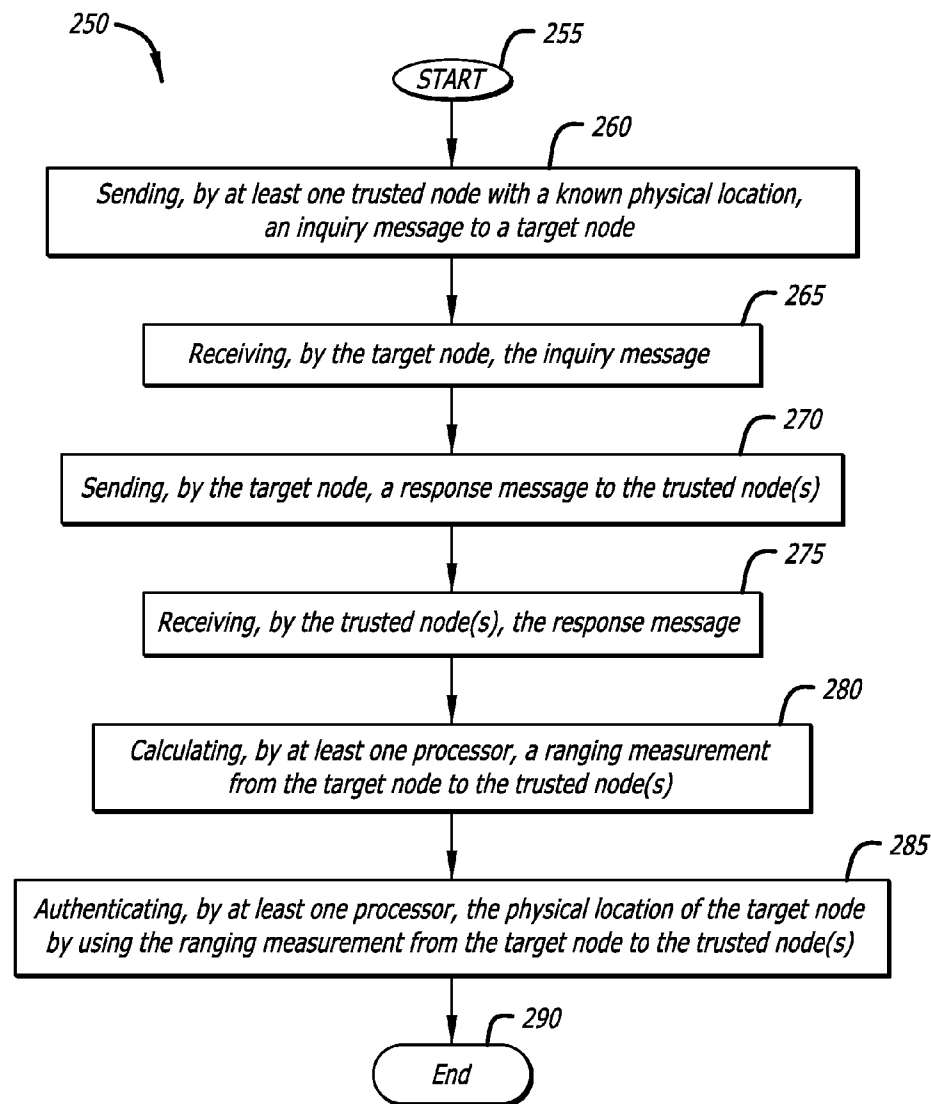 250
255
START
260
Sending, by at least one trusted node with a known physical location,
an inquiry message to a target node
265
Receiving, by the target node, the inquiry message
270
Sending, by the target node, a response message to the trusted node(s)
275
Receiving, by the trusted node(s), the response message
280
Calculating, by at least one processor, a ranging measurement
from the target node to the trusted node(s)
285
Authenticating, by at least one processor, the physical location of the target node
by using the ranging measurement from the target node to the trusted node(s)
290
End